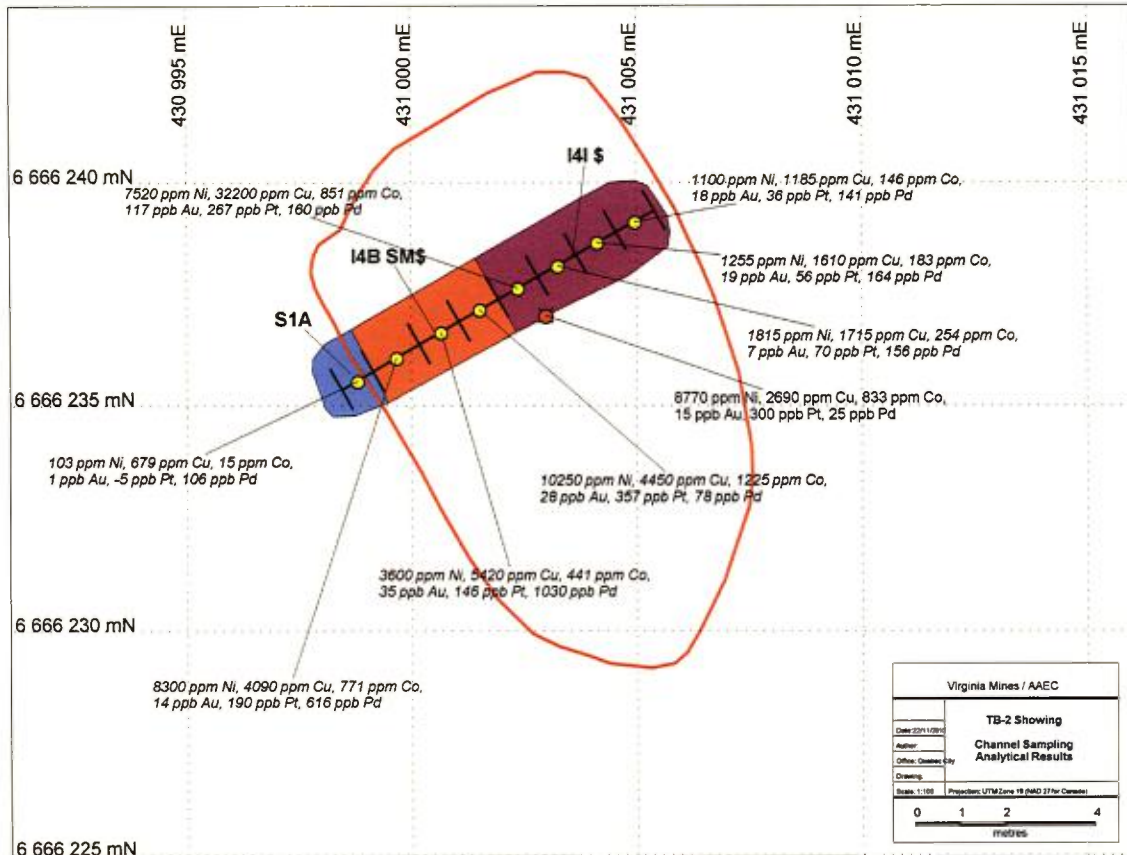 430 995 mE
431 000 mE
431 005 mE
431 010 mE
431 015 mE
6 666 240 mN
6 666 235 mN
6 666 230 mN
6 666 225 mN
I4I $
I4B SM$
S1A
7520 ppm Ni, 32200 ppm Cu, 851 ppm Co,
117 ppb Au, 267 ppb Pt, 160 ppb Pd
1100 ppm Ni, 1185 ppm Cu, 146 ppm Co,
18 ppb Au, 36 ppb Pt, 141 ppb Pd
1255 ppm Ni, 1610 ppm Cu, 183 ppm Co,
19 ppb Au, 56 ppb Pt, 164 ppb Pd
1815 ppm Ni, 1715 ppm Cu, 254 ppm Co,
7 ppb Au, 70 ppb Pt, 156 ppb Pd
8770 ppm Ni, 2690 ppm Cu, 833 ppm Co,
15 ppb Au, 300 ppb Pt, 25 ppb Pd
103 ppm Ni, 679 ppm Cu, 15 ppm Co,
1 ppb Au, -5 ppb Pt, 106 ppb Pd
10250 ppm Ni, 4450 ppm Cu, 1225 ppm Co,
28 ppb Au, 357 ppb Pt, 78 ppb Pd
3600 ppm Ni, 5420 ppm Cu, 441 ppm Co,
35 ppb Au, 146 ppb Pt, 1030 ppb Pd
8300 ppm Ni, 4090 ppm Cu, 771 ppm Co,
14 ppb Au, 190 ppb Pt, 616 ppb Pd
Virginia Mines / AAEC
TB-2 Showing
Channel Sampling
Analytical Results
Date: 22/11/2010
Author:
Office: Quebec City
Drawing:
Scale: 1:100
Projection: UTM Zone 19 (NAD 27 for Canada)
0 1 2 4
metres